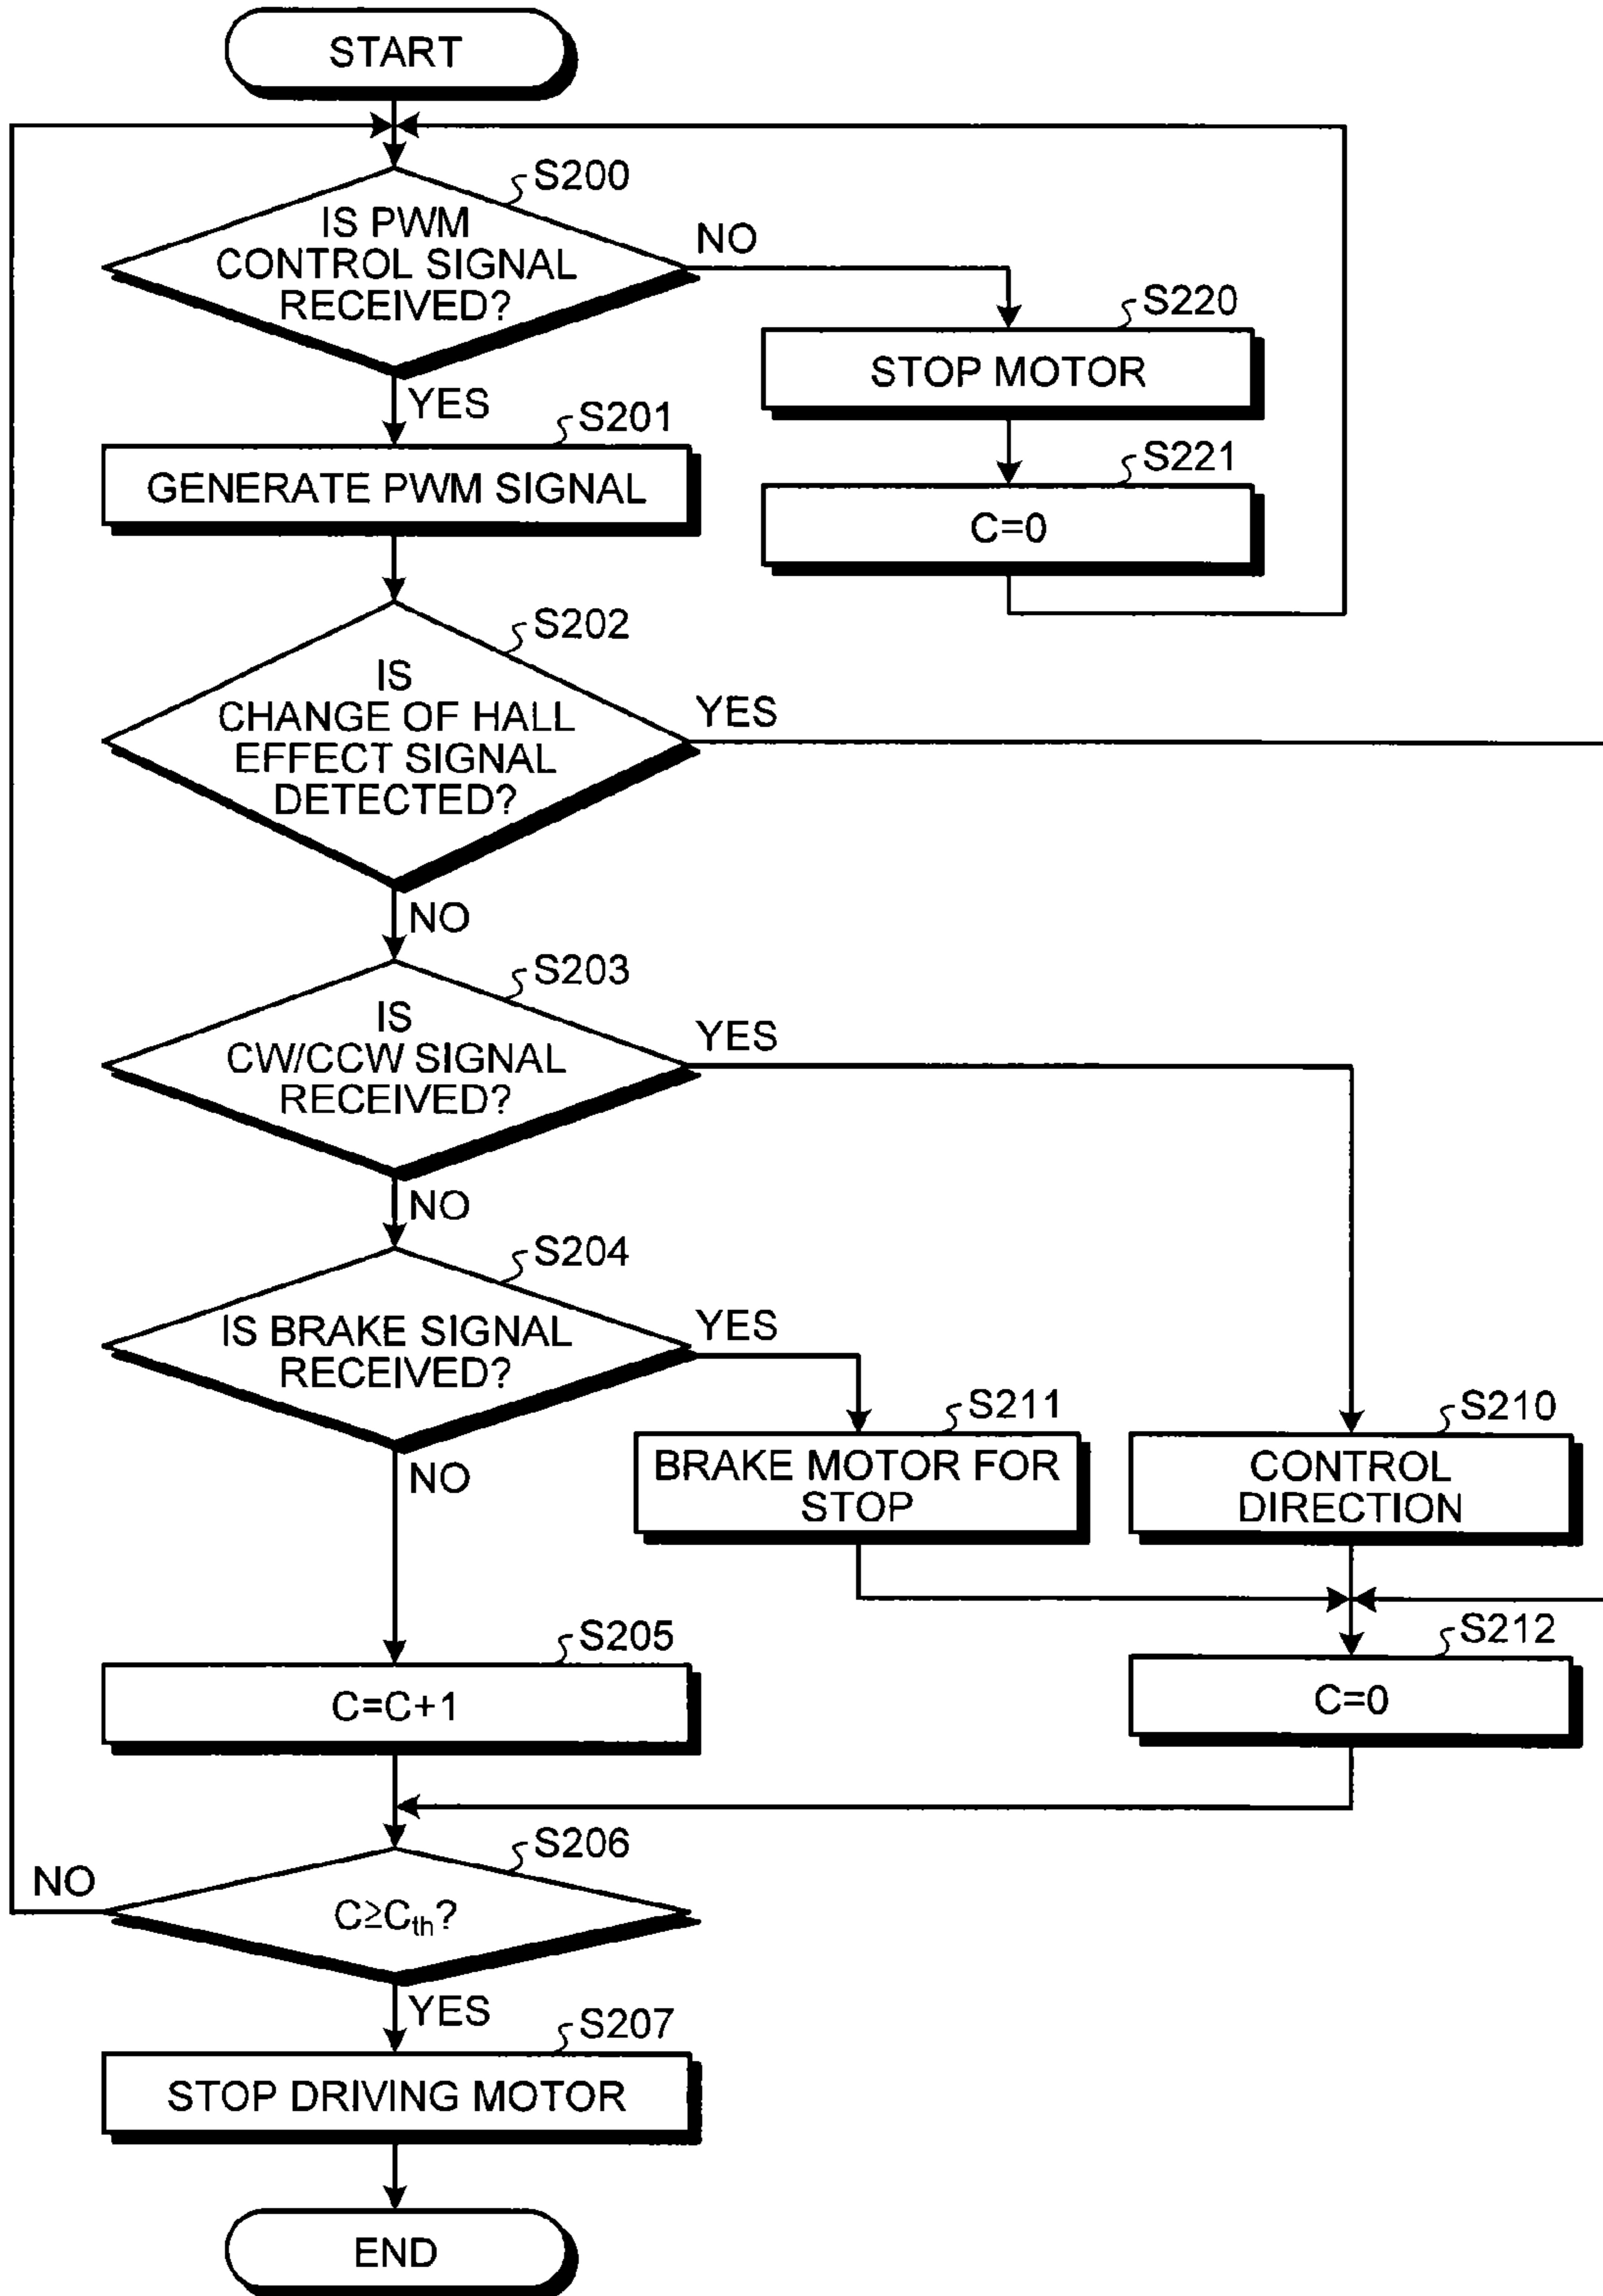 START
S200
IS PWM
CONTROL SIGNAL
RECEIVED?
NO
S220
STOP MOTOR
YES
S201
GENERATE PWM SIGNAL
S221
C=0
S202
IS
CHANGE OF HALL
EFFECT SIGNAL
DETECTED?
YES
NO
S203
IS
CW/CCW SIGNAL
RECEIVED?
YES
NO
S204
IS BRAKE SIGNAL
RECEIVED?
YES
NO
S211
BRAKE MOTOR FOR
STOP
S210
CONTROL
DIRECTION
S205
C=C+1
S212
C=0
S206
C≧Cth?
NO
YES
S207
STOP DRIVING MOTOR
END